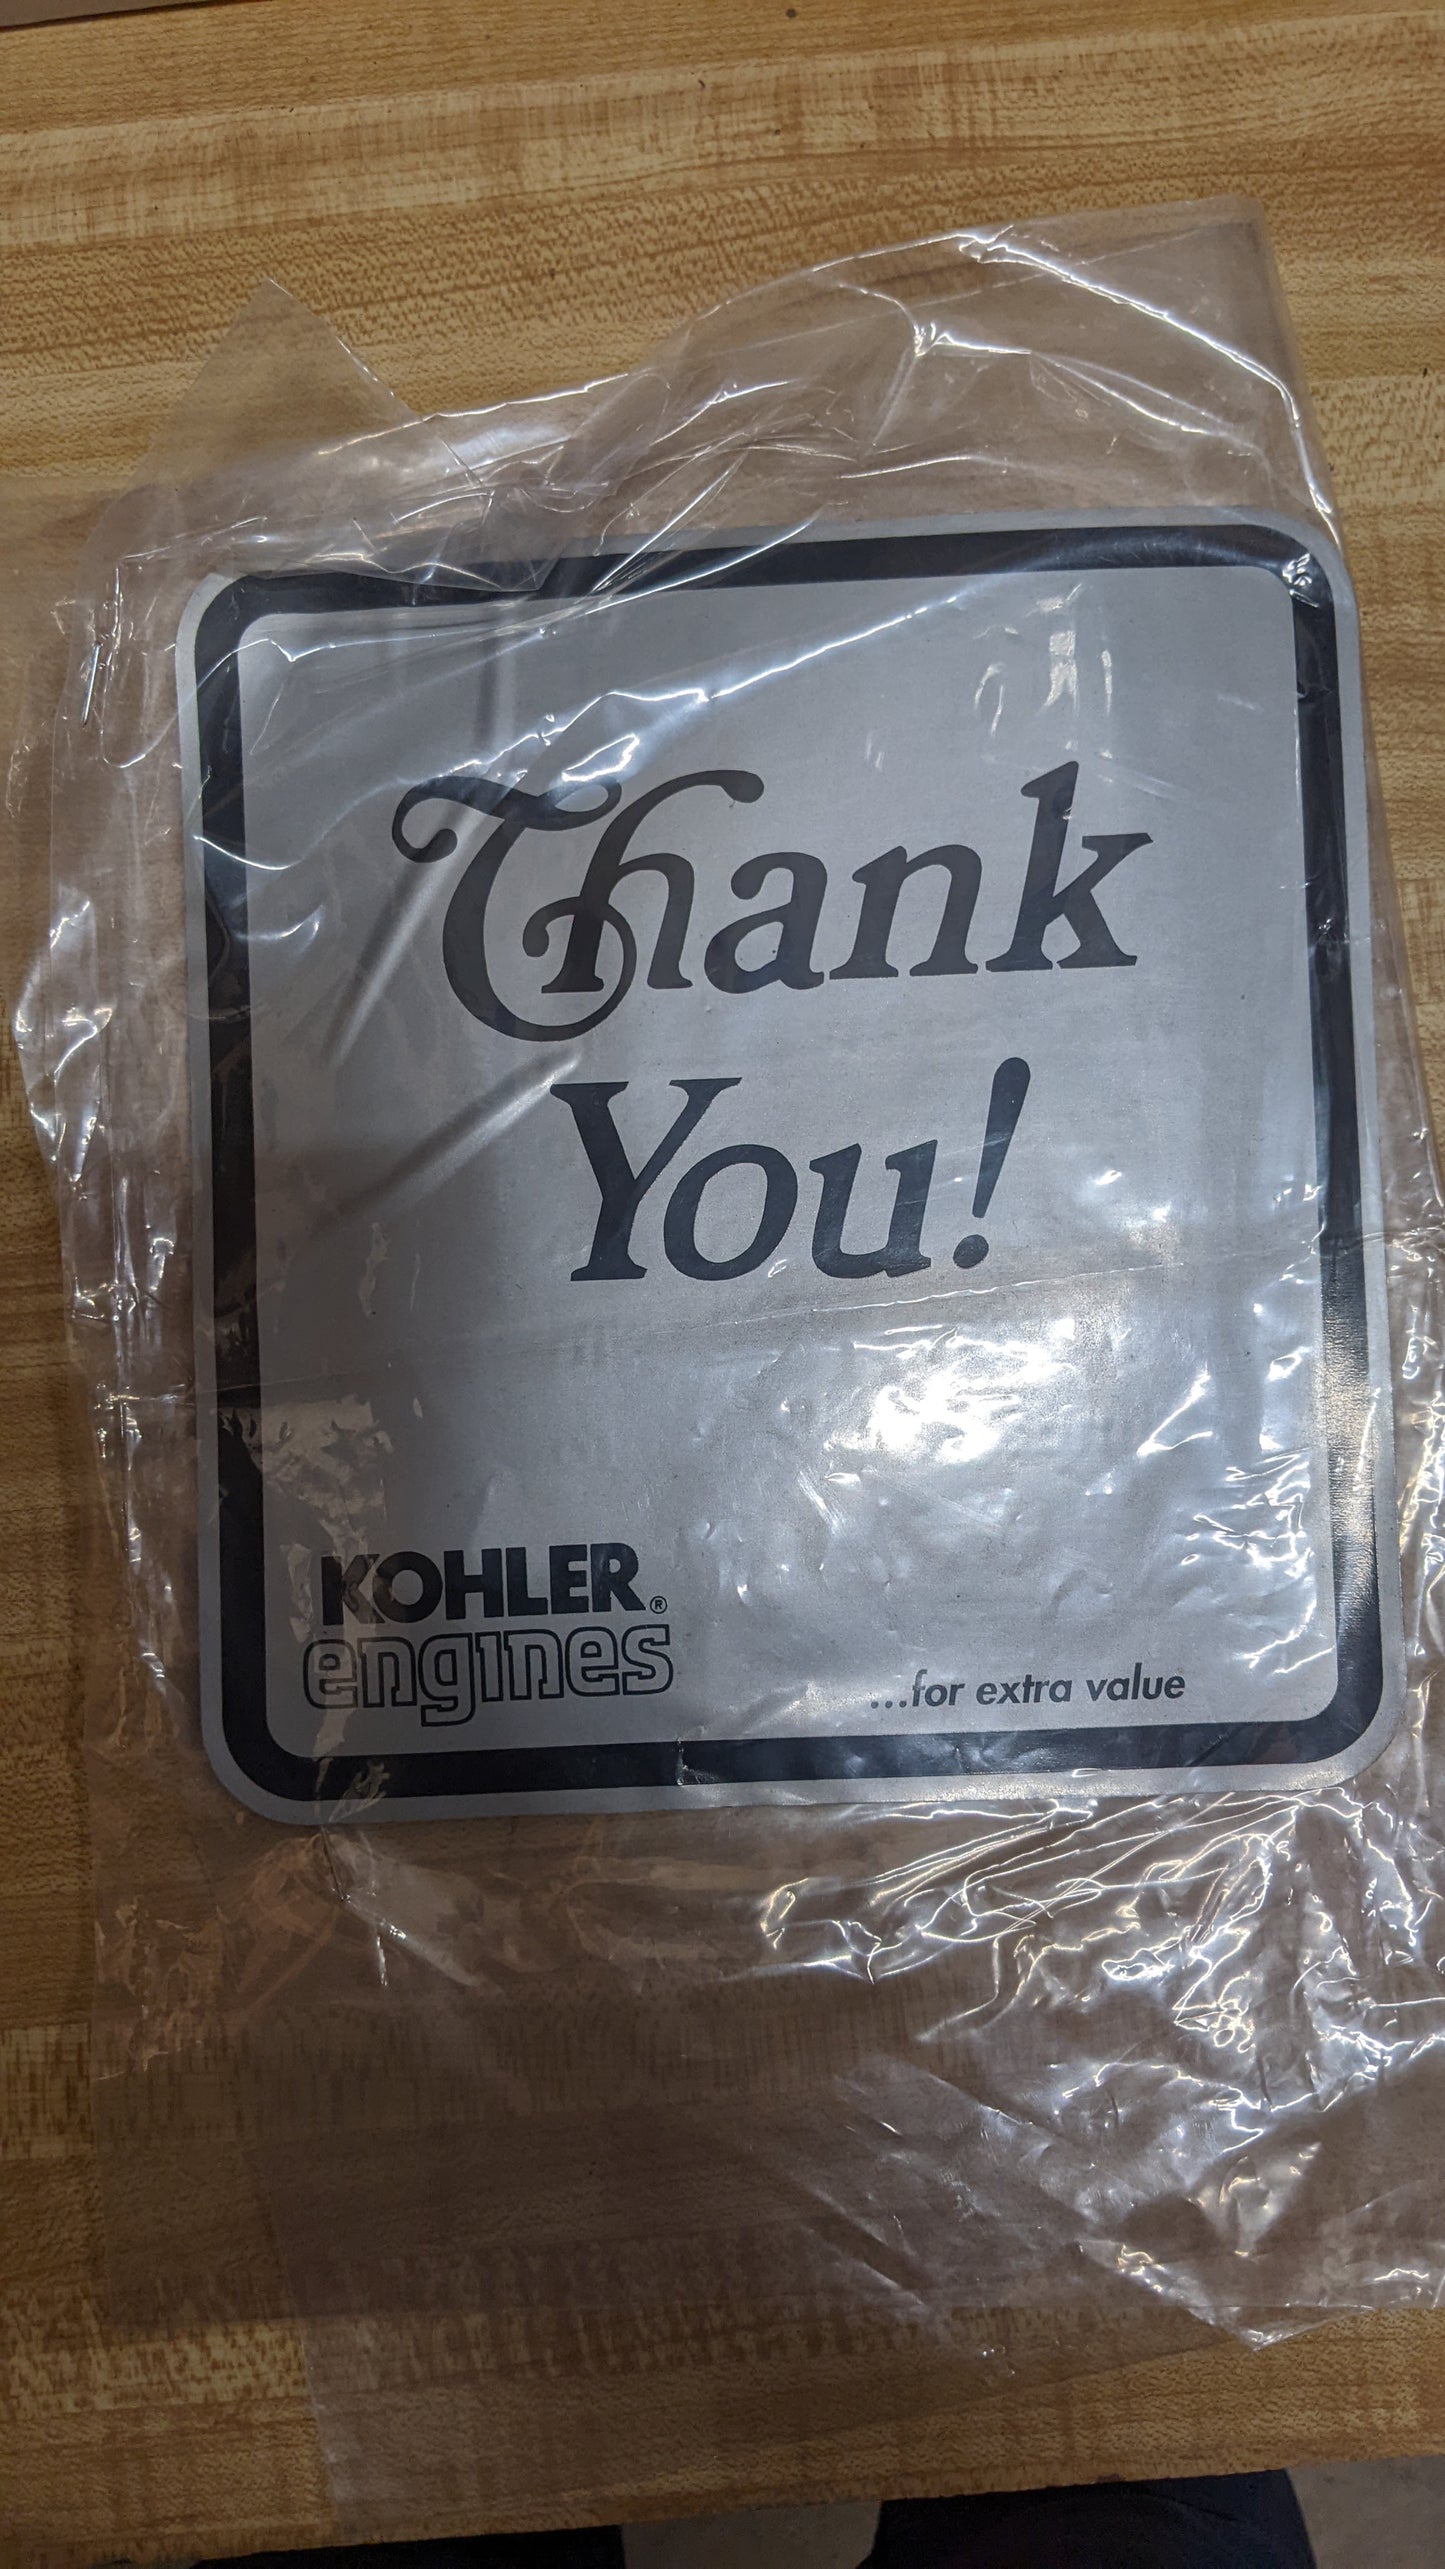 Thank
You!
KOHLER®
engines
...for extra value